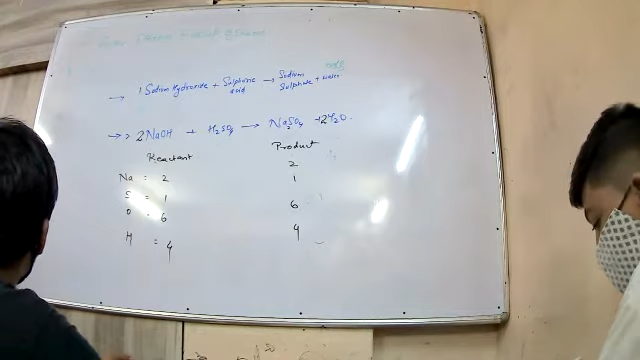 → 1 Sodium Hydroxide + Sulphuric acid → Sodium Sulphate + water
→ 2NaOH + H₂SO₄ → Na₂SO₄ + 2H₂O.
Reactant Product
Na = 2 2
S = 1 1
O = 6 6
H = 4 4